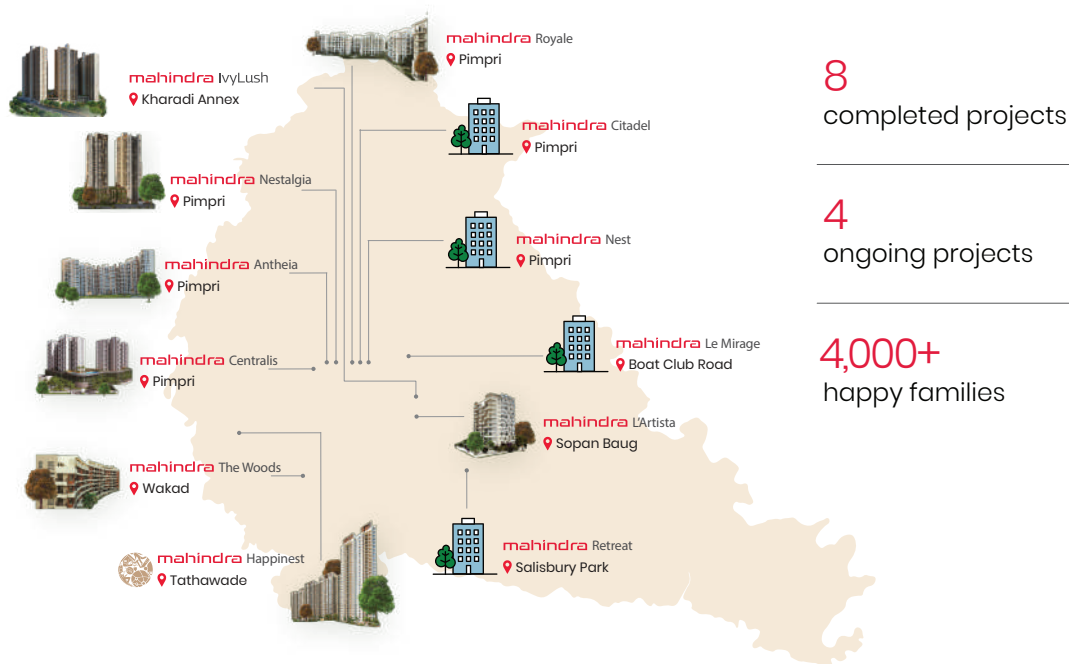 mahindra Royale
Pimpri
mahindra IvyLush
Kharadi Annex
mahindra Citadel
Pimpri
mahindra Nestalgia
Pimpri
mahindra Nest
Pimpri
mahindra Antheia
Pimpri
mahindra Le Mirage
Boat Club Road
mahindra Centralis
Pimpri
mahindra L'Artista
Sopan Baug
mahindra The Woods
Wakad
mahindra Retreat
Salisbury Park
mahindra Happinest
Tathawade
8
completed projects
4
ongoing projects
4,000+
happy families